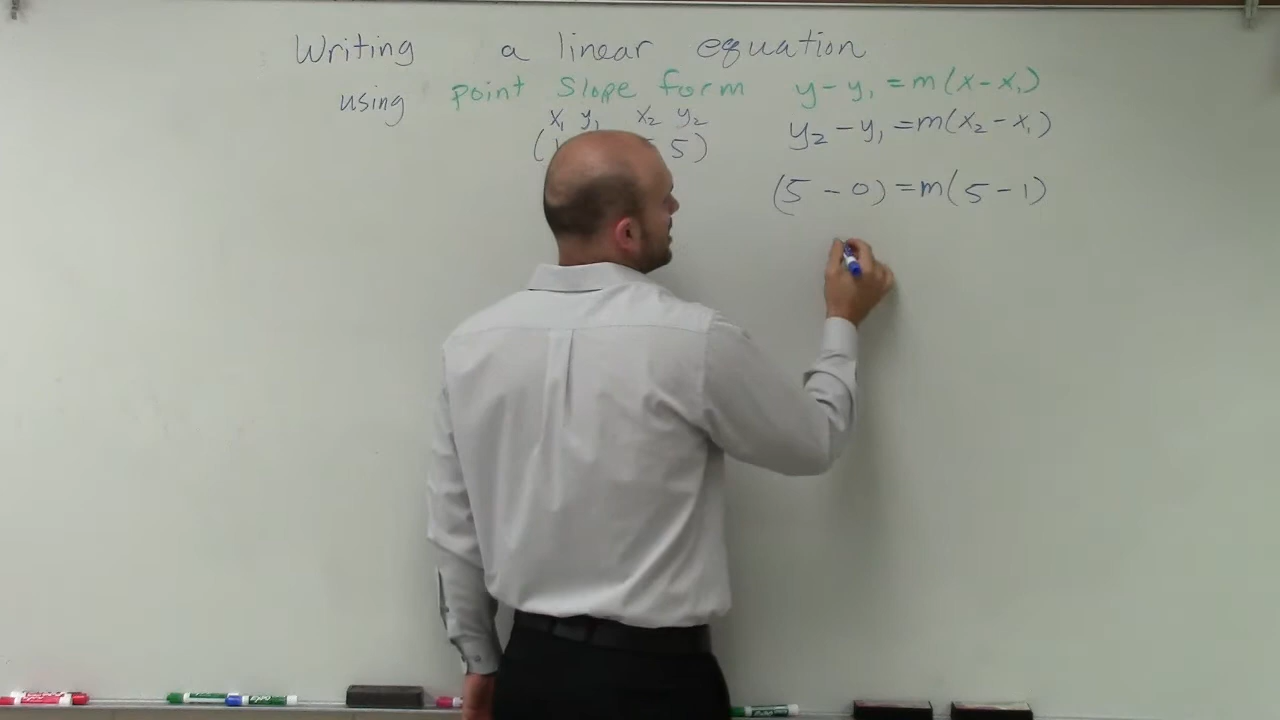 Writing a linear equation
using point Slope form y - y₁ = m(x - x₁)
x₁ y₁ x₂ y₂ y₂ - y₁ = m(x₂ - x₁)
( 5)
(5 - 0) = m(5 - 1)